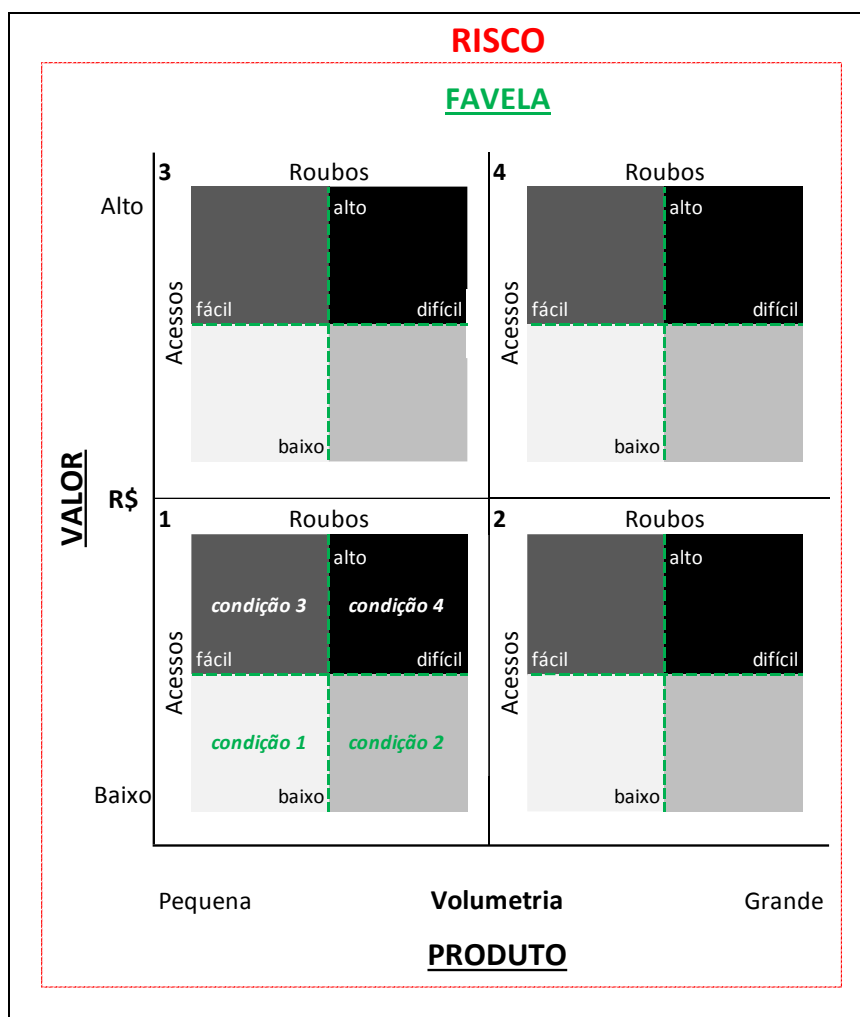 RISCO
FAVELA
3 Roubos
4 Roubos
Alto
alto
alto
Acessos
fácil difícil
Acessos
fácil difícil
baixo
baixo
VALOR
R$
1 Roubos
2 Roubos
alto
alto
condição 3 condição 4
Acessos
fácil difícil
Acessos
fácil difícil
condição 1 condição 2
Baixo
baixo
baixo
Pequena Volumetria Grande
PRODUTO